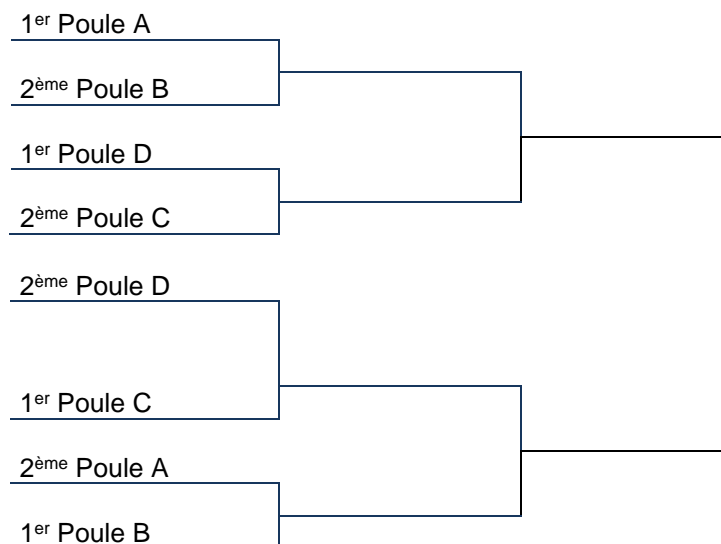 1er Poule A
2ème Poule B
1er Poule D
2ème Poule C
2ème Poule D
1er Poule C
2ème Poule A
1er Poule B